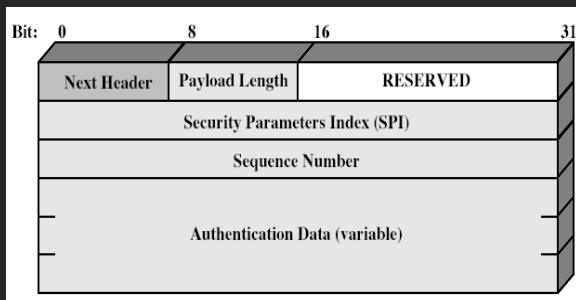 Bit: 0 8 16 31
Next Header Payload Length RESERVED
Security Parameters Index (SPI)
Sequence Number
Authentication Data (variable)